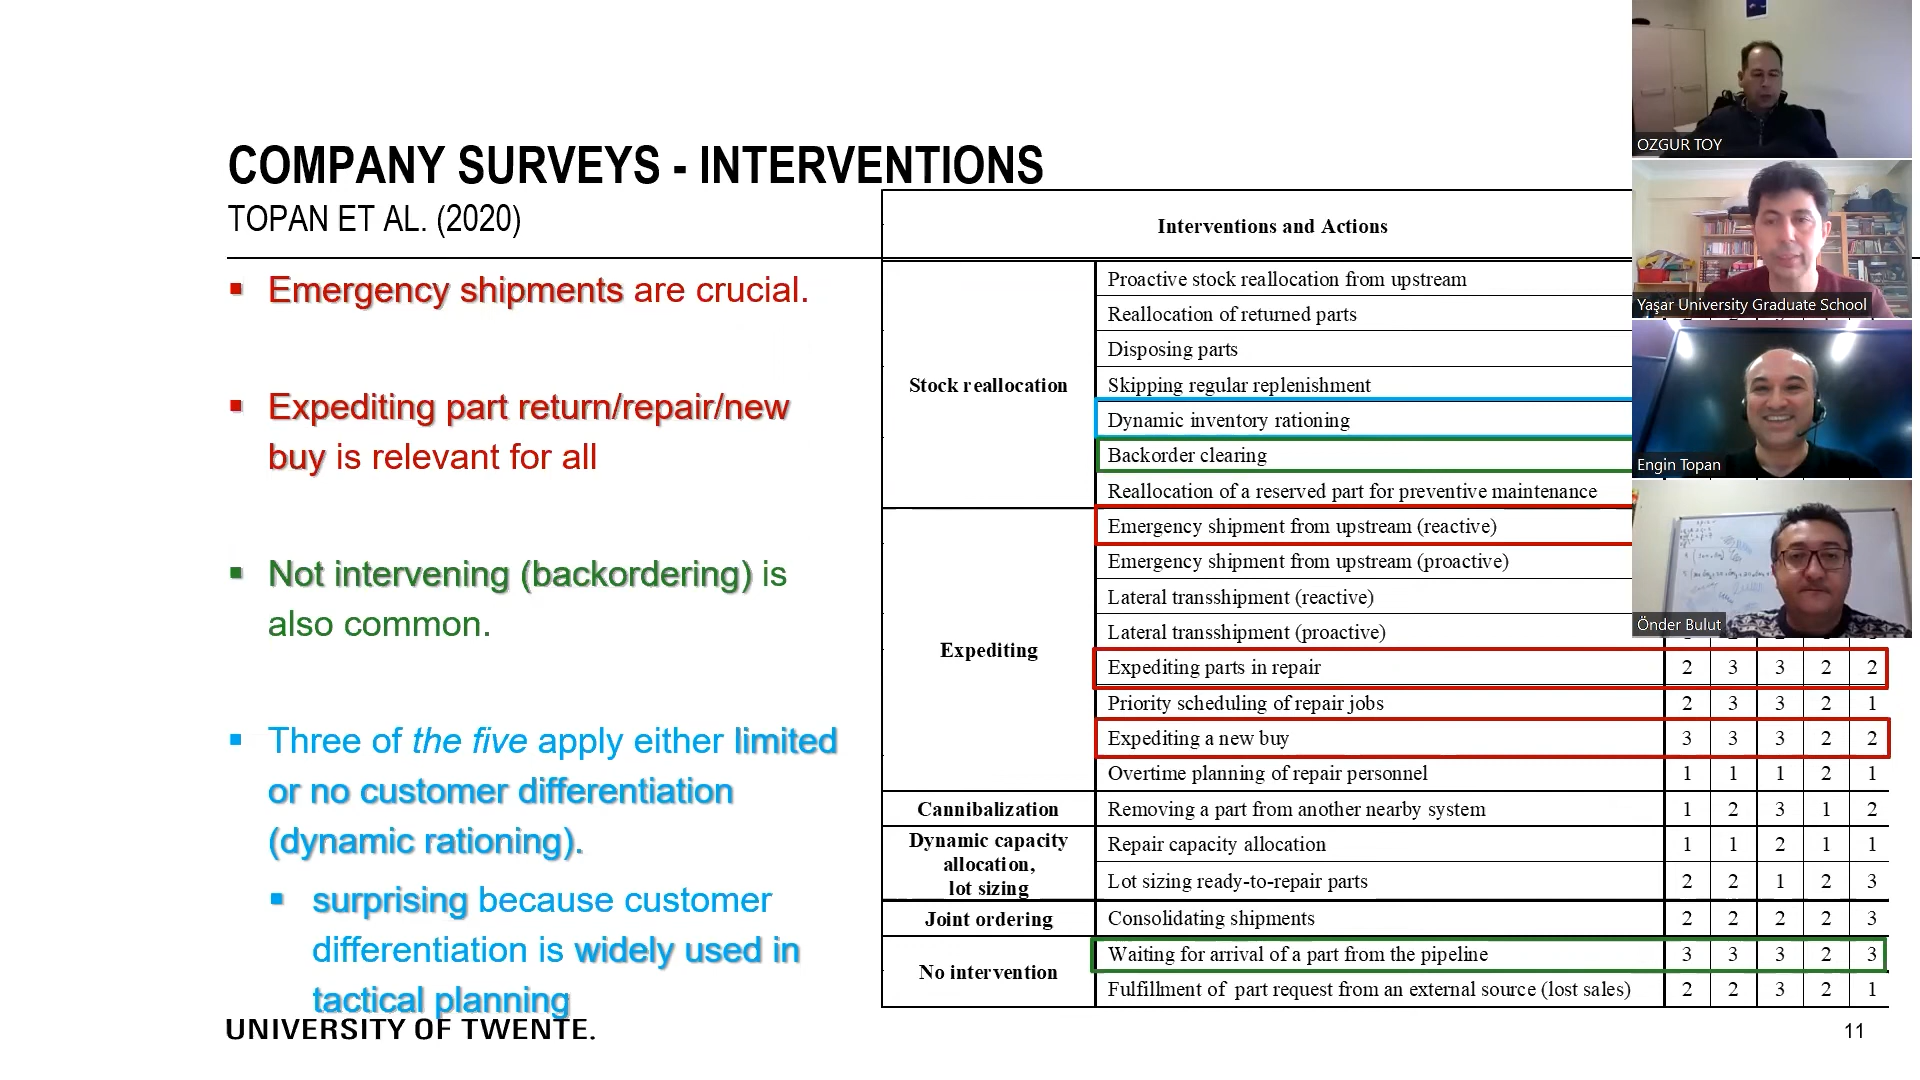 COMPANY SURVEYS - INTERVENTIONS
TOPAN ET AL. (2020)
▪ Emergency shipments are crucial.
▪ Expediting part return/repair/new
buy is relevant for all
▪ Not intervening (backordering) is
also common.
▪ Three of the five apply either limited
or no customer differentiation
(dynamic rationing).
▪ surprising because customer
differentiation is widely used in
tactical planning
UNIVERSITY OF TWENTE.
Interventions and Actions
Stock reallocation
Proactive stock reallocation from upstream
Reallocation of returned parts
Disposing parts
Skipping regular replenishment
Dynamic inventory rationing
Backorder clearing
Reallocation of a reserved part for preventive maintenance
Expediting
Emergency shipment from upstream (reactive)
Emergency shipment from upstream (proactive)
Lateral transshipment (reactive)
Lateral transshipment (proactive)
Expediting parts in repair 2 3 3 2 2
Priority scheduling of repair jobs 2 3 3 2 1
Expediting a new buy 3 3 3 2 2
Overtime planning of repair personnel 1 1 1 2 1
Cannibalization
Removing a part from another nearby system 1 2 3 1 2
Dynamic capacity
allocation,
lot sizing
Repair capacity allocation 1 1 2 1 1
Lot sizing ready-to-repair parts 2 2 1 2 3
Joint ordering
Consolidating shipments 2 2 2 2 3
No intervention
Waiting for arrival of a part from the pipeline 3 3 3 2 3
Fulfillment of part request from an external source (lost sales) 2 2 3 2 1
11
OZGUR TOY
Yaşar University Graduate School
Engin Topan
Önder Bulut